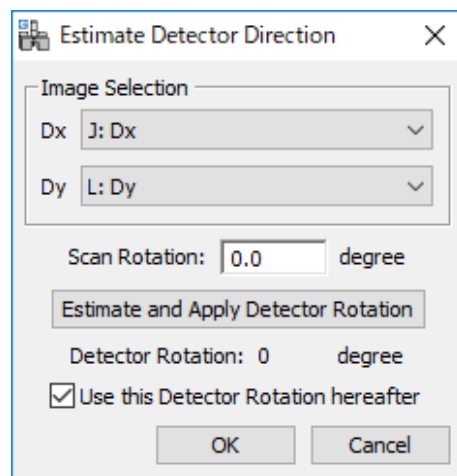 Estimate Detector Direction
Image Selection
Dx J: Dx
Dy L: Dy
Scan Rotation: 0.0 degree
Estimate and Apply Detector Rotation
Detector Rotation: 0 degree
Use this Detector Rotation hereafter
OK Cancel